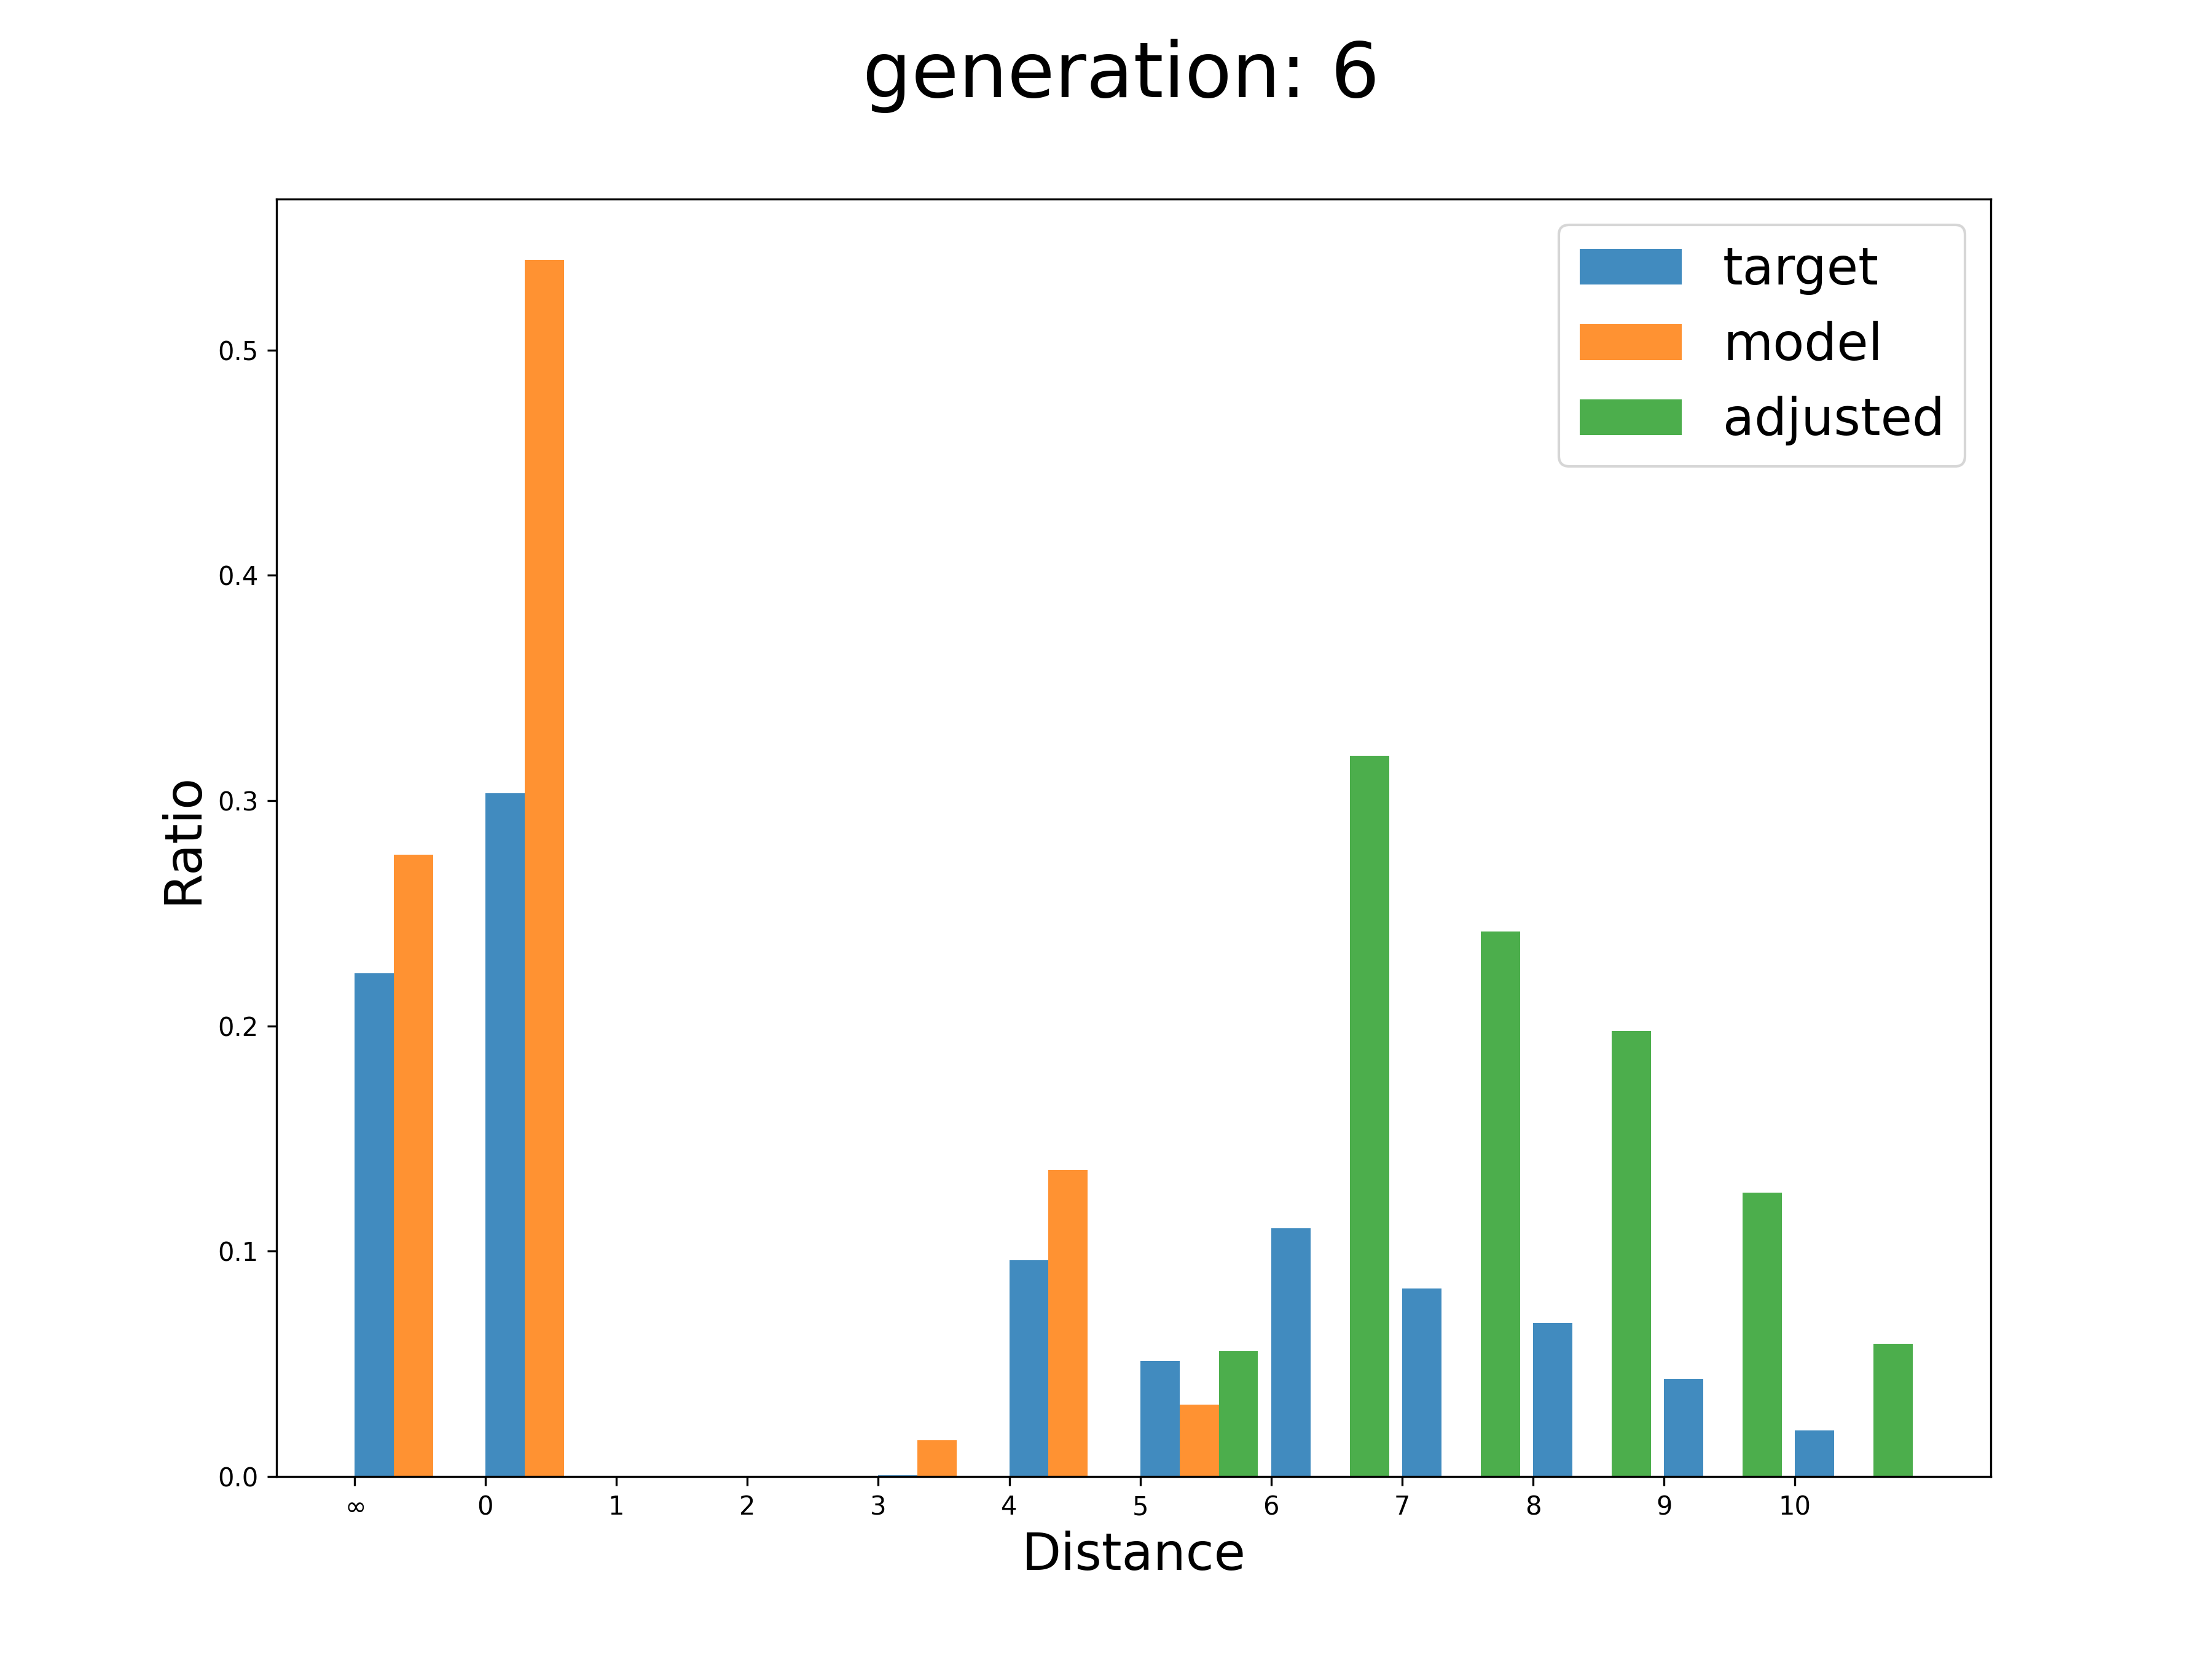 generation: 6
target
model
adjusted
Ratio
0.5
0.4
0.3
0.2
0.1
0.0
∞ 0 1 2 3 4 5 6 7 8 9 10
Distance